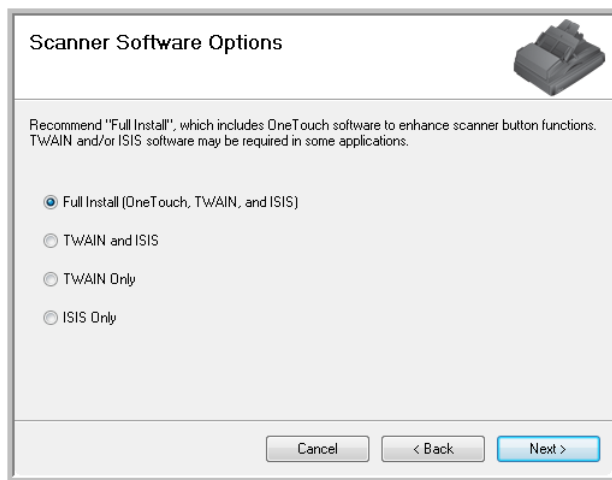 Scanner Software Options
Recommend "Full Install", which includes OneTouch software to enhance scanner button functions.
TWAIN and/or ISIS software may be required in some applications.
Full Install (OneTouch, TWAIN, and ISIS)
TWAIN and ISIS
TWAIN Only
ISIS Only
Cancel
< Back
Next >